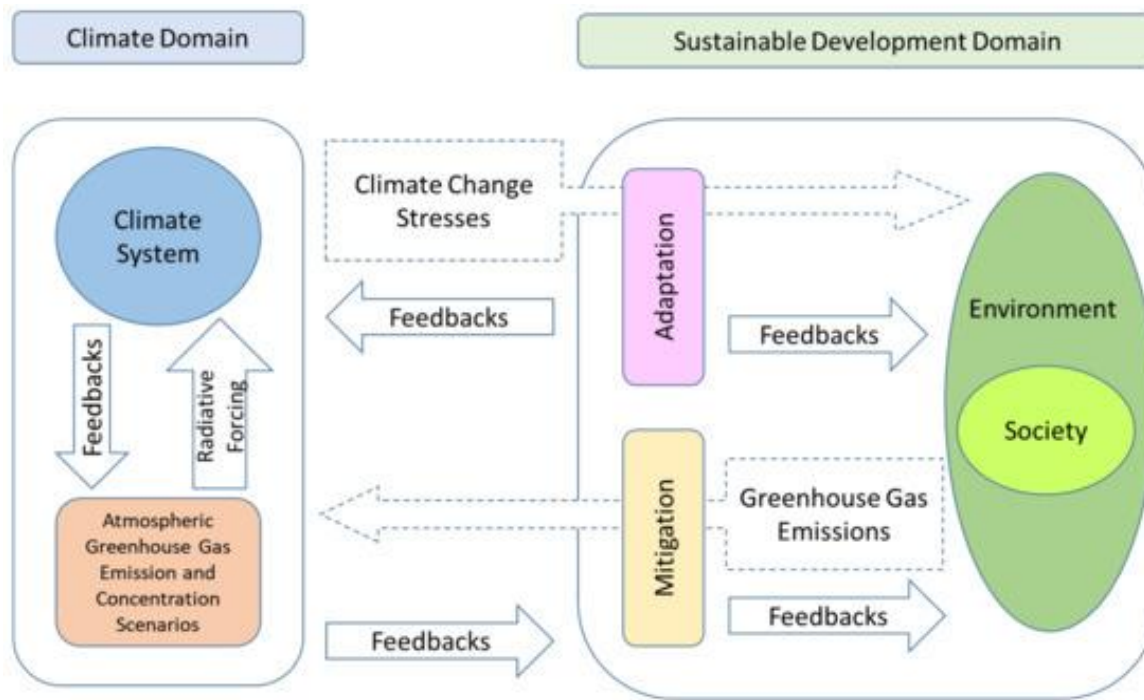 Climate Domain
Sustainable Development Domain
Climate
System
Feedbacks
Radiative
Forcing
Atmospheric
Greenhouse Gas
Emission and
Concentration
Scenarios
Climate Change
Stresses
Feedbacks
Feedbacks
Adaptation
Feedbacks
Mitigation
Greenhouse Gas
Emissions
Feedbacks
Environment
Society